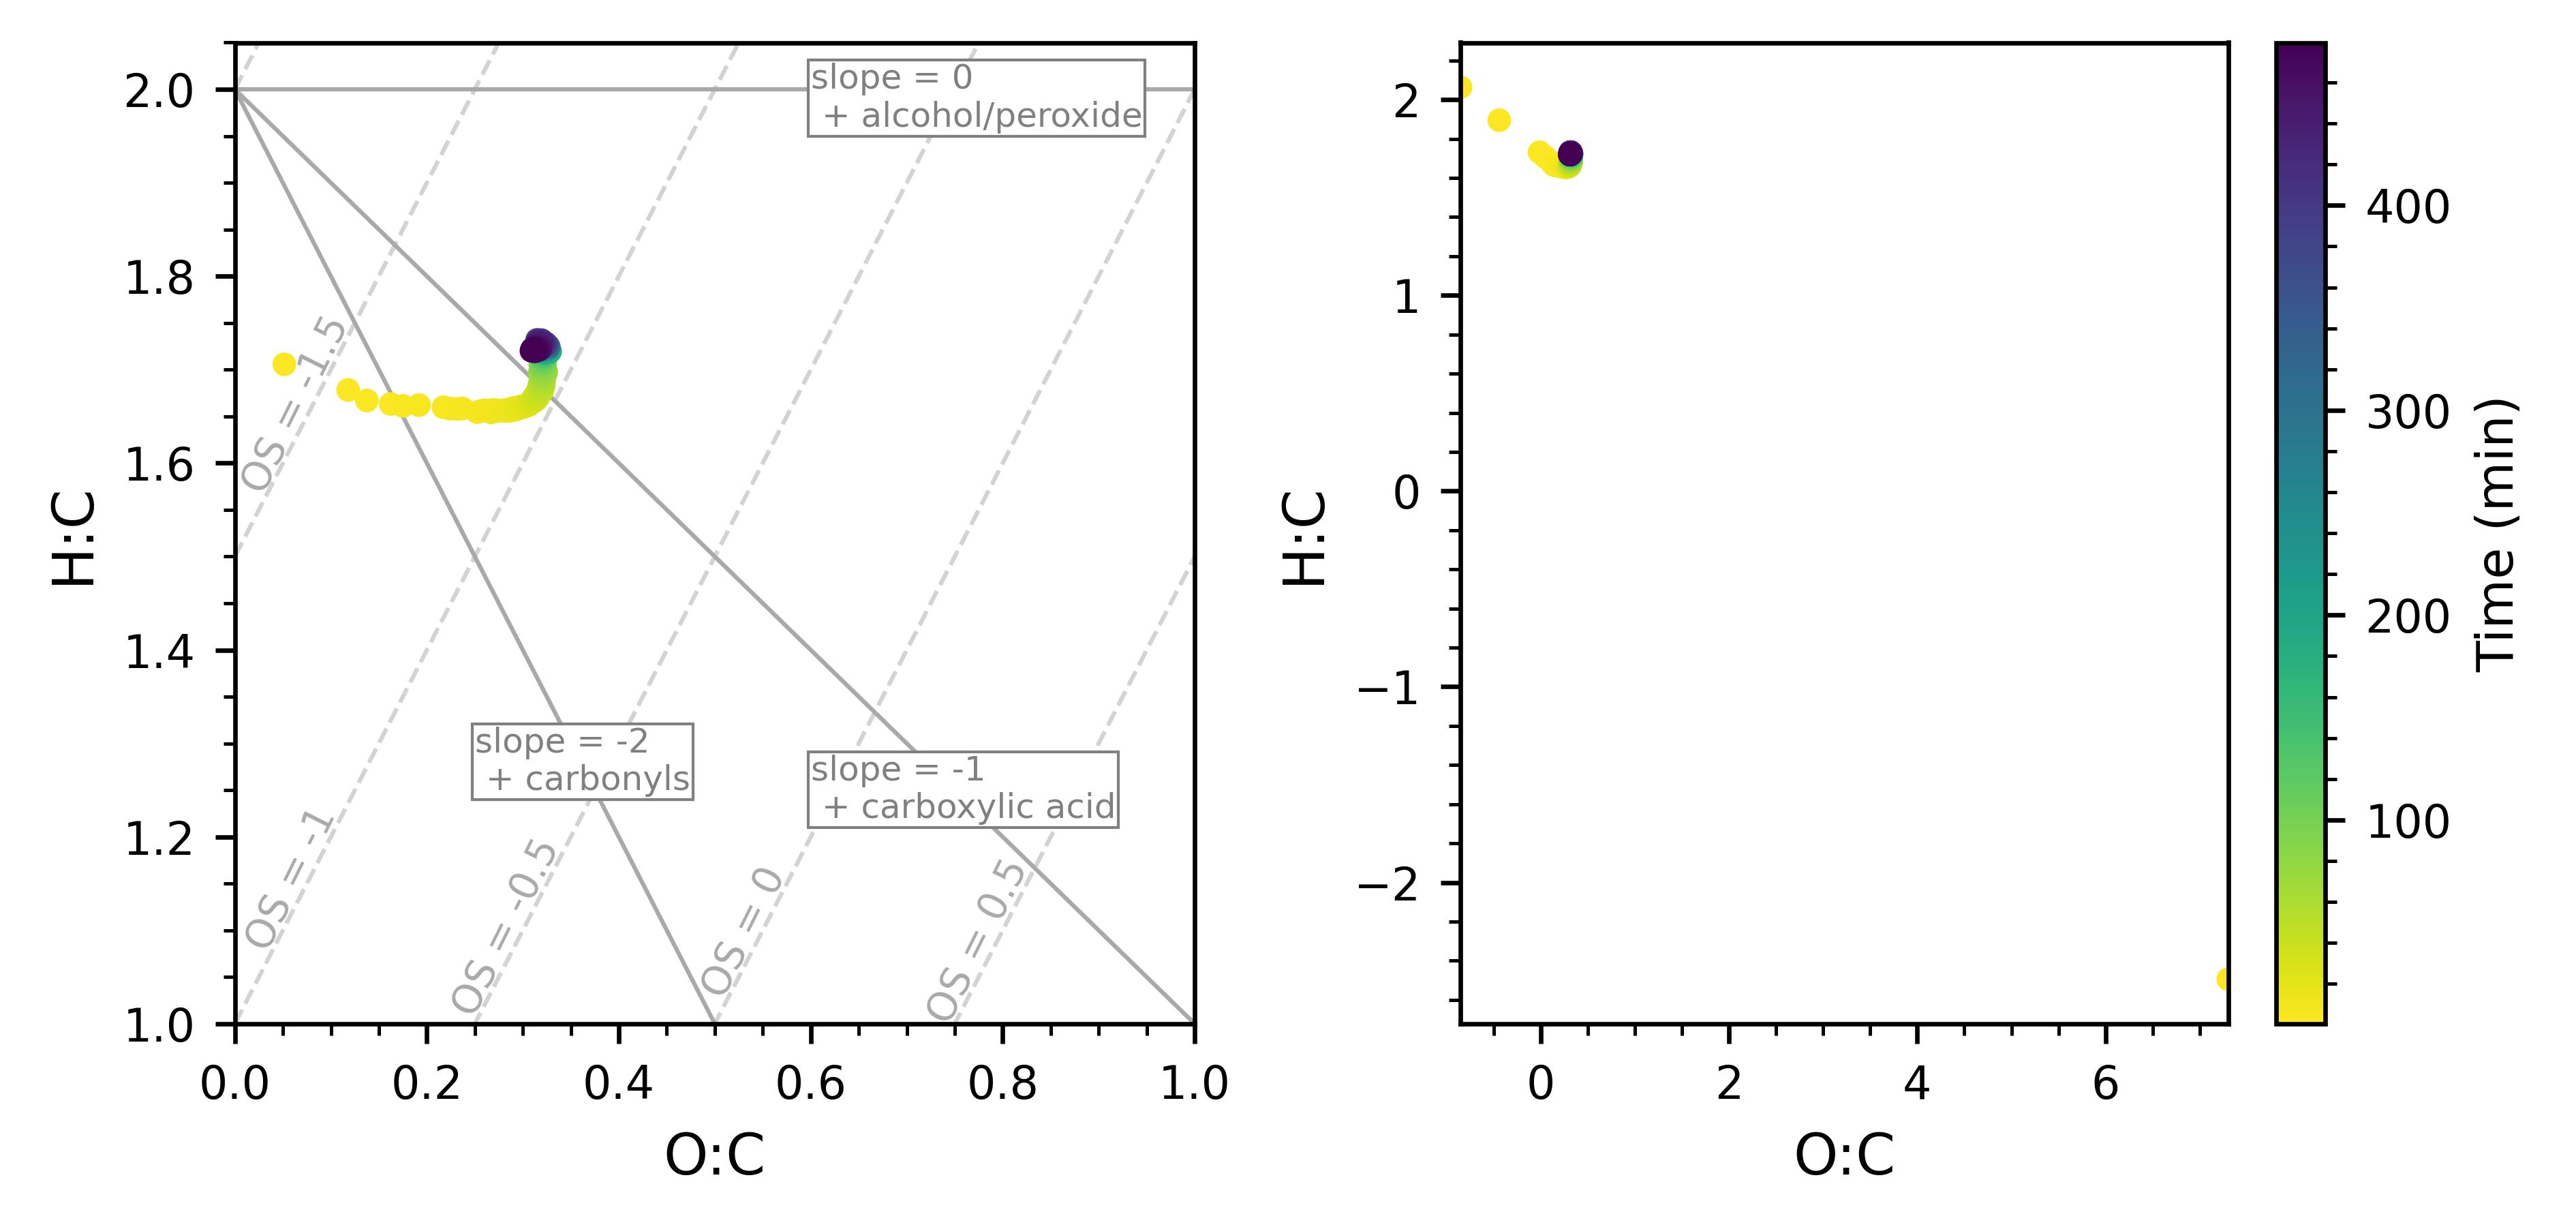 2.0
1.8
1.6
1.4
1.2
1.0
H:C
0.0
0.2
0.4
0.6
0.8
1.0
O:C
slope = 0
+ alcohol/peroxide
slope = -2
+ carbonyls
slope = -1
+ carboxylic acid
OS = -1.5
OS = -1
OS = -0.5
OS = 0
OS = 0.5
2
1
0
−1
−2
H:C
0
2
4
6
O:C
400
300
200
100
Time (min)